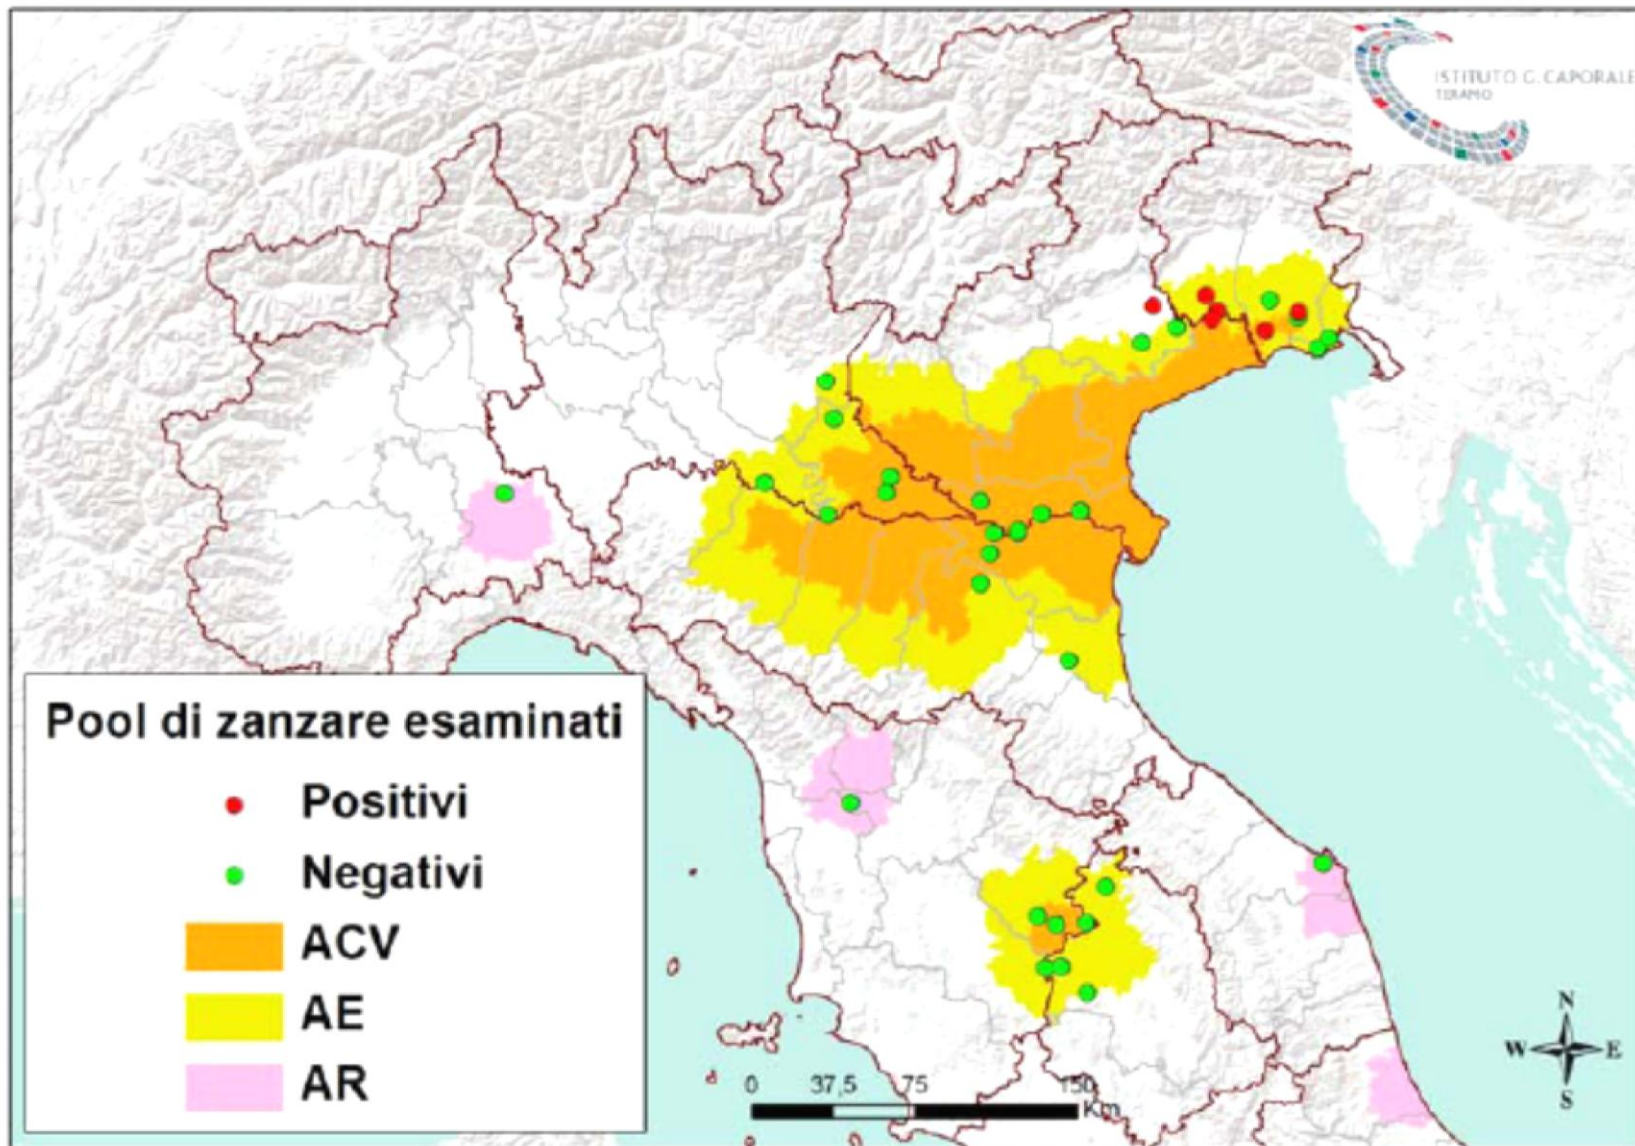 ISTITUTO G. CAPORALE
TERAMO
Pool di zanzare esaminati
Positivi
Negativi
ACV
AE
AR
0 37,5 75 150
Km
N
W E
S